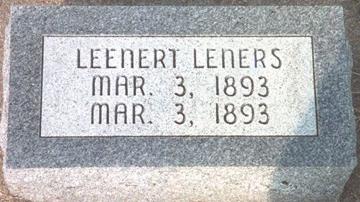 LEENERT LENERS
MAR. 3, 1893
MAR. 3, 1893